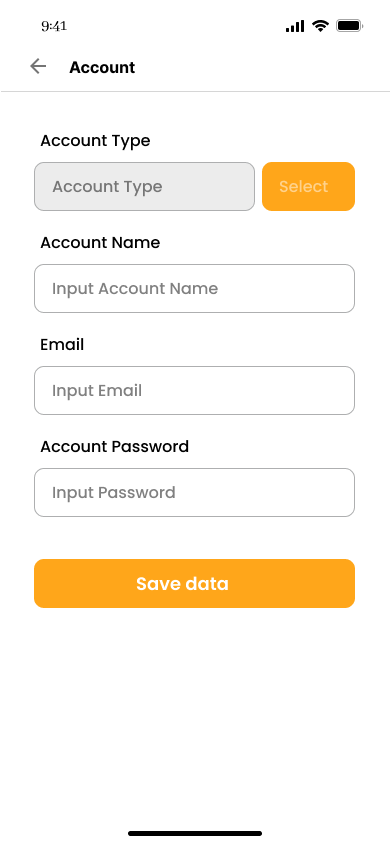 9:41
Account
Account Type
Account Type Select
Account Name
Input Account Name
Email
Input Email
Account Password
Input Password
Save data